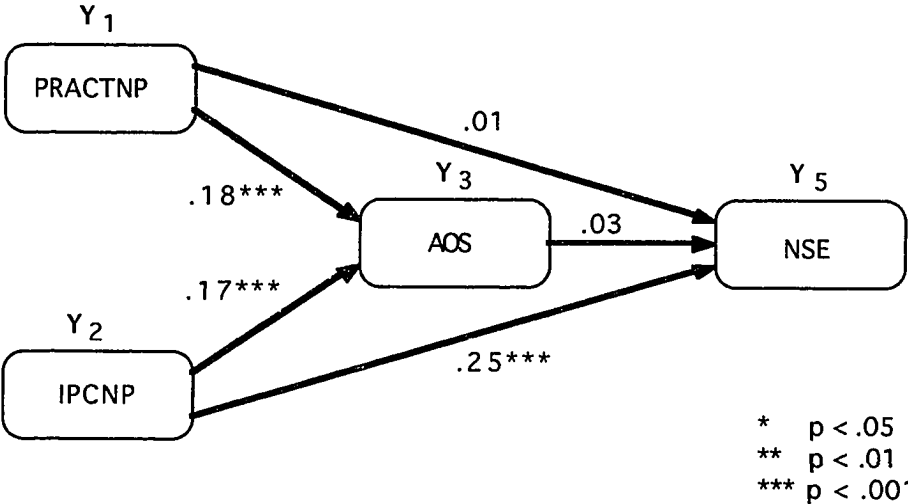 Y 1
PRACTNP
.01
.18***
Y 3
AOS
.03
Y 5
NSE
.17***
Y 2
IPCNP
.25***
* p < .05
** p < .01
*** p < .001